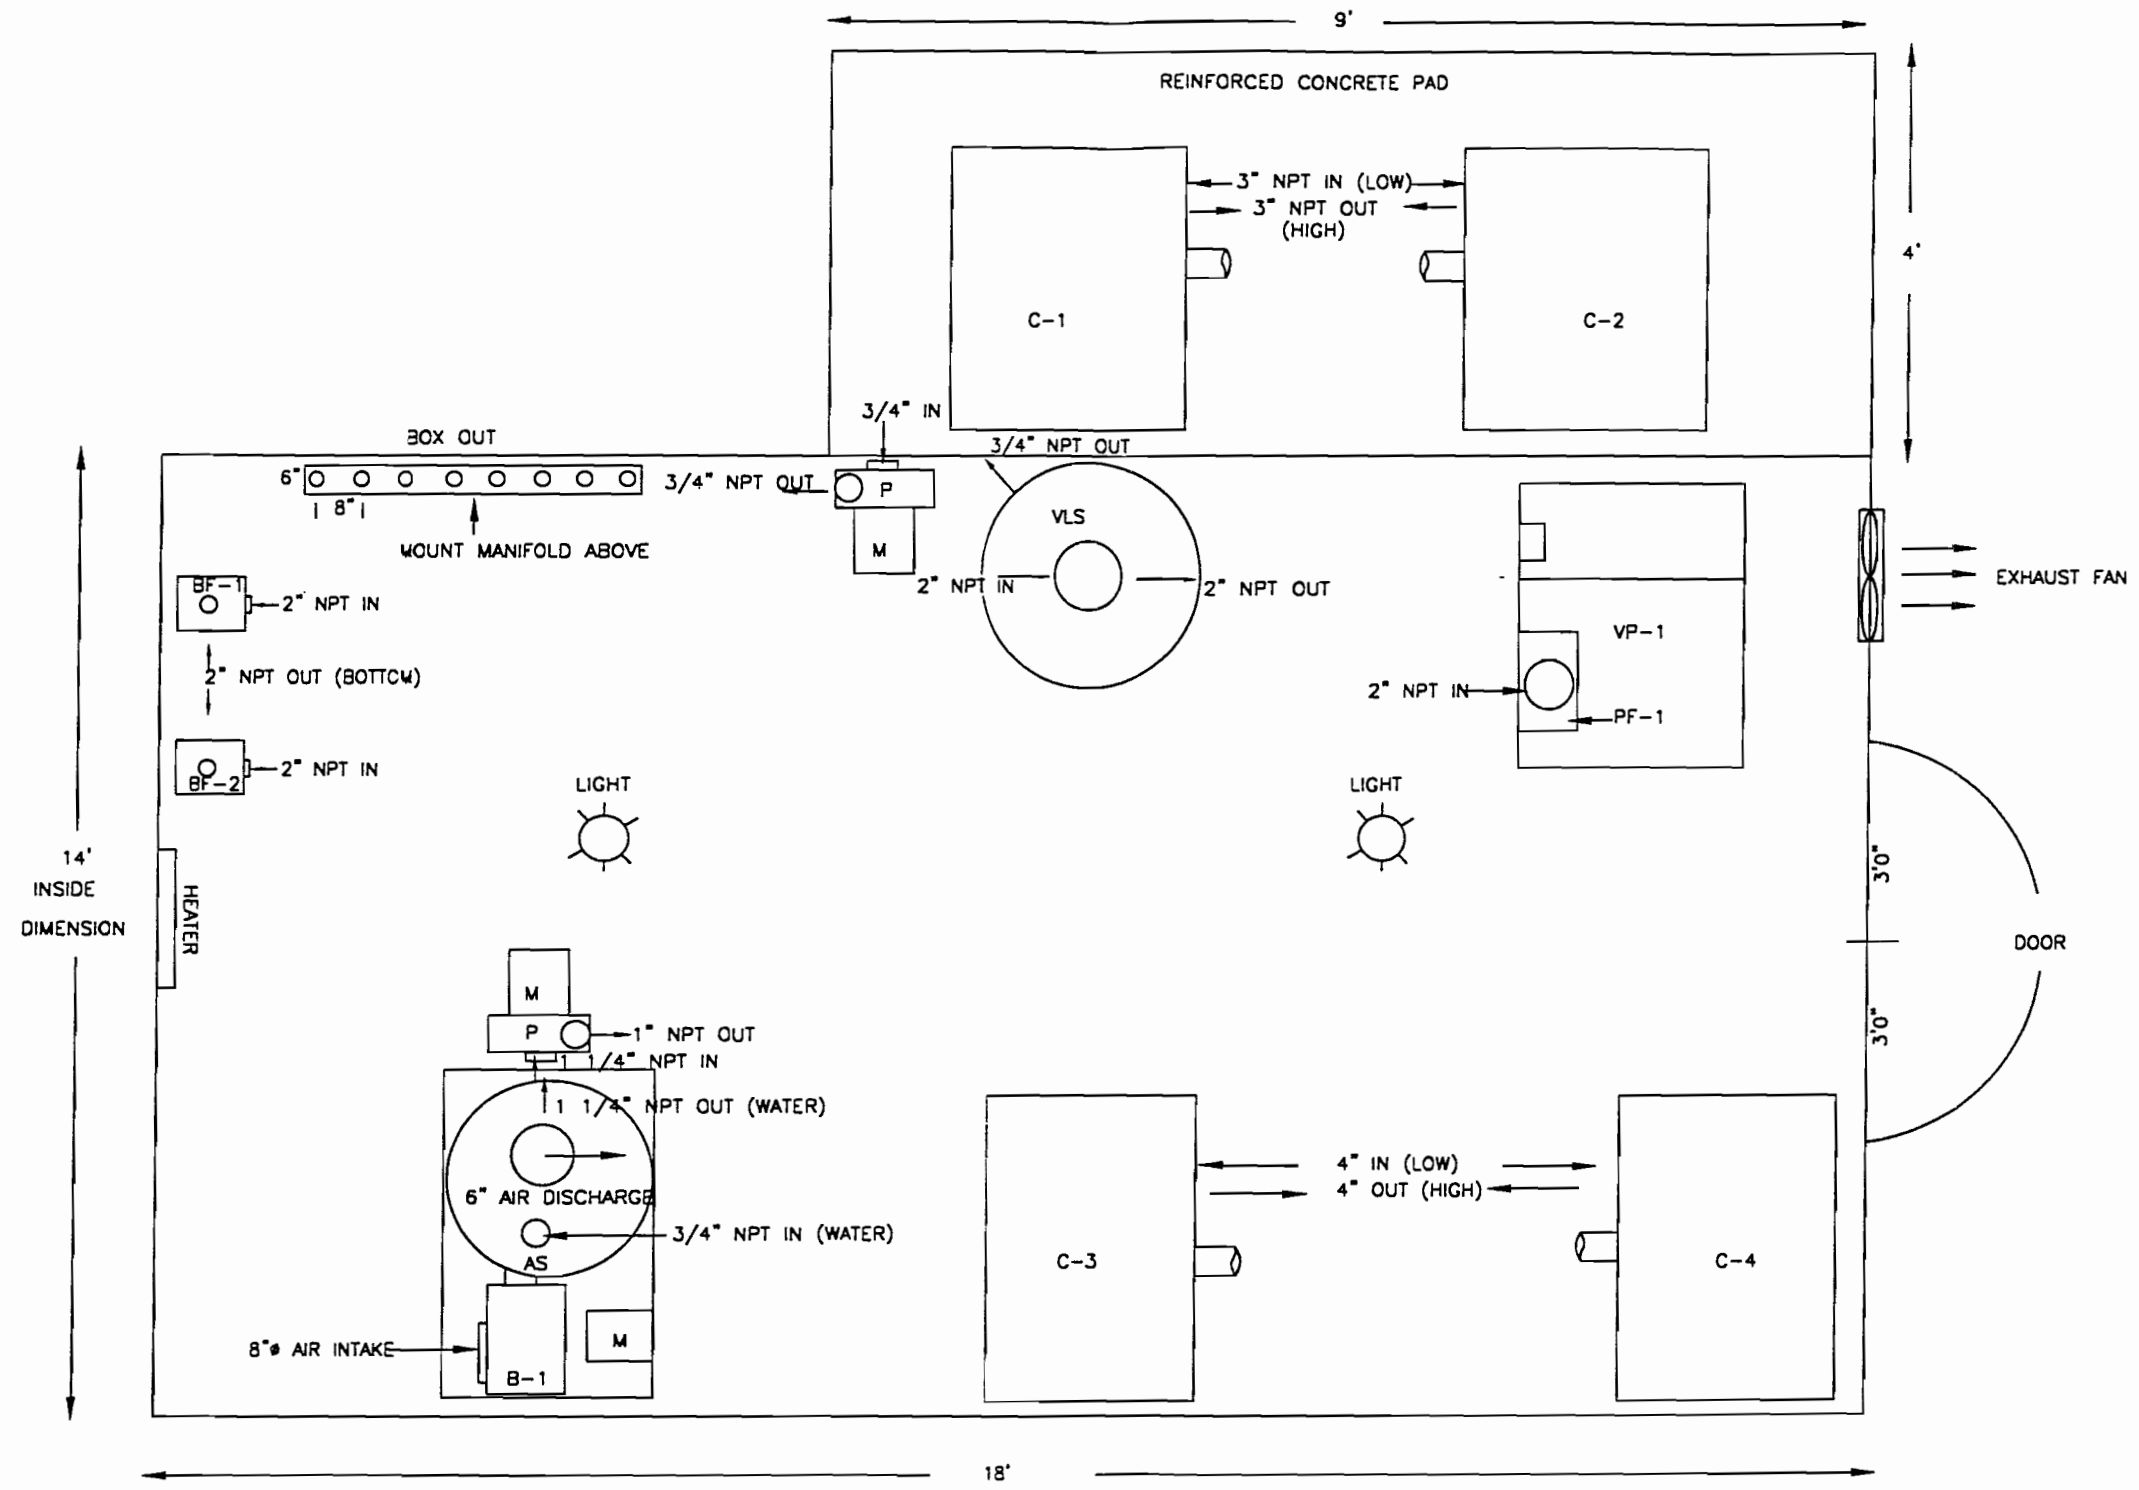 9'
REINFORCED CONCRETE PAD
3" NPT IN (LOW)
3" NPT OUT
(HIGH)
4'
C-1
C-2
3/4" IN
BOX OUT
3/4" NPT OUT
6"
3/4" NPT OUT
P
8"
VLS
MOUNT MANIFOLD ABOVE
M
EXHAUST FAN
BF-1
2" NPT IN
2" NPT OUT
2" NPT IN
VP-1
2" NPT OUT (BOTTOM)
2" NPT IN
PF-1
2" NPT IN
BF-2
LIGHT
LIGHT
14'
INSIDE
DIMENSION
HEATER
3'0"
DOOR
3'0"
M
P
1" NPT OUT
1 1/4" NPT IN
1 1/4" NPT OUT (WATER)
4" IN (LOW)
4" OUT (HIGH)
6" AIR DISCHARGE
3/4" NPT IN (WATER)
AS
C-3
C-4
8"ø AIR INTAKE
M
B-1
18'